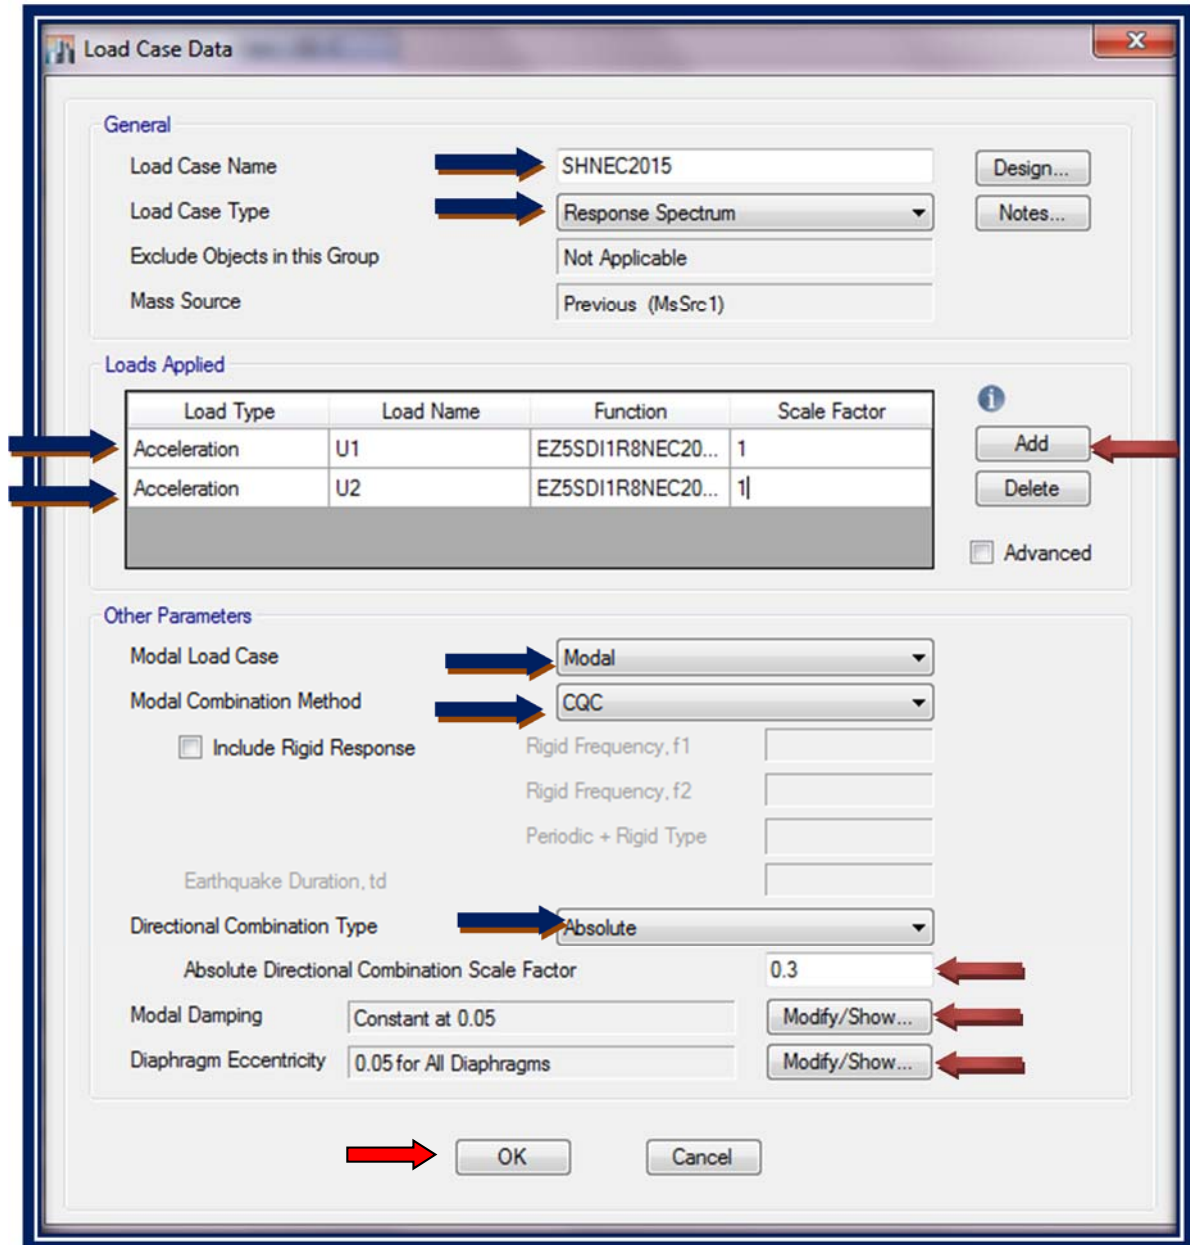 Load Case Data
General
Load Case Name SHNEC2015 Design...
Load Case Type Response Spectrum Notes...
Exclude Objects in this Group Not Applicable
Mass Source Previous (MsSrc1)
Loads Applied
Load Type Load Name Function Scale Factor
Acceleration U1 EZ5SDI1R8NEC20... 1 Add
Acceleration U2 EZ5SDI1R8NEC20... 1 Delete
Advanced
Other Parameters
Modal Load Case Modal
Modal Combination Method CQC
Include Rigid Response Rigid Frequency, f1
Rigid Frequency, f2
Periodic + Rigid Type
Earthquake Duration, td
Directional Combination Type Absolute
Absolute Directional Combination Scale Factor 0.3
Modal Damping Constant at 0.05 Modify/Show...
Diaphragm Eccentricity 0.05 for All Diaphragms Modify/Show...
OK Cancel